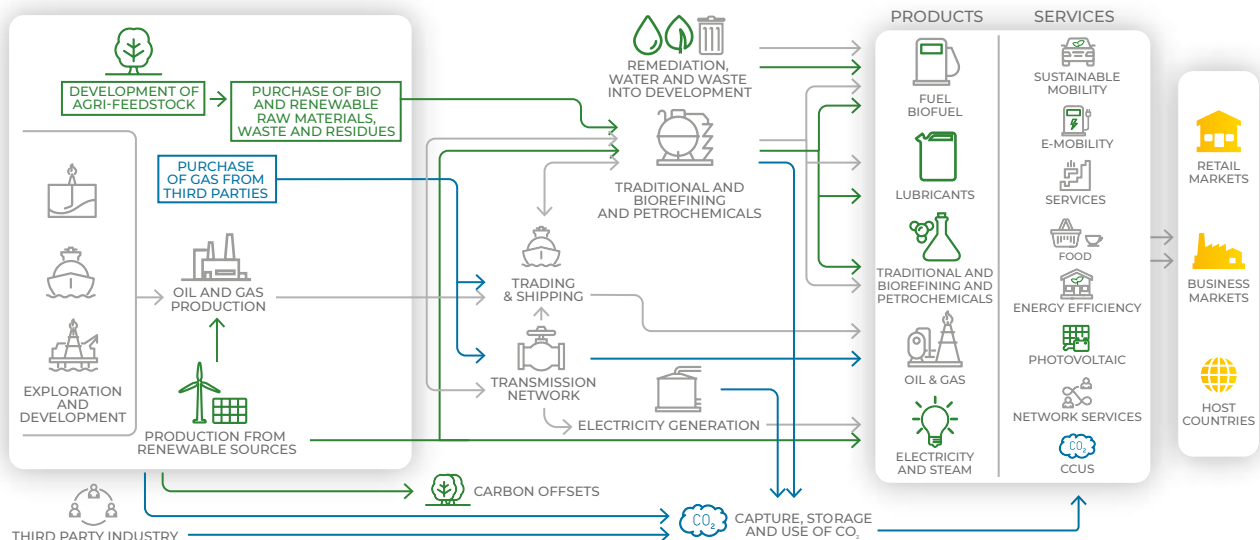 PRODUCTS
SERVICES
DEVELOPMENT OF
AGRI-FEEDSTOCK
PURCHASE OF BIO
AND RENEWABLE
RAW MATERIALS,
WASTE AND RESIDUES
PURCHASE
OF GAS FROM
THIRD PARTIES
OIL AND GAS
PRODUCTION
EXPLORATION
AND
DEVELOPMENT
PRODUCTION FROM
RENEWABLE SOURCES
REMEDIATION,
WATER AND WASTE
INTO DEVELOPMENT
TRADITIONAL AND
BIOREFINING
AND PETROCHEMICALS
TRADING
& SHIPPING
TRANSMISSION
NETWORK
ELECTRICITY GENERATION
CARBON OFFSETS
THIRD PARTY INDUSTRY
CO₂
CAPTURE, STORAGE
AND USE OF CO₂
FUEL
BIOFUEL
LUBRICANTS
TRADITIONAL AND
BIOREFINING AND
PETROCHEMICALS
OIL & GAS
ELECTRICITY
AND STEAM
SUSTAINABLE
MOBILITY
E-MOBILITY
SERVICES
FOOD
ENERGY EFFICIENCY
PHOTOVOLTAIC
NETWORK SERVICES
CO₂
CCUS
RETAIL
MARKETS
BUSINESS
MARKETS
HOST
COUNTRIES